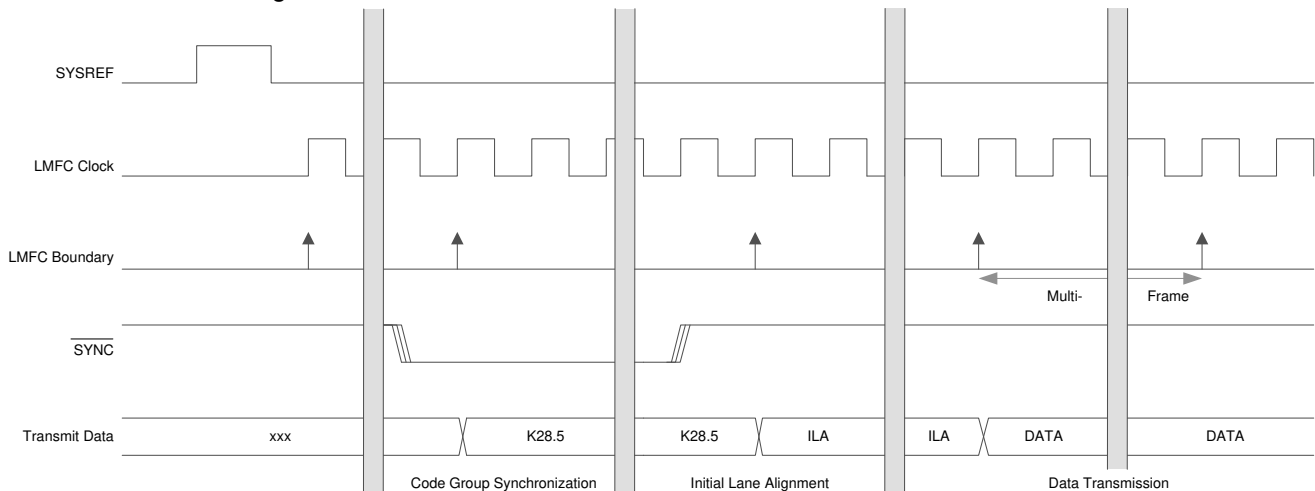 SYSREF
LMFC Clock
LMFC Boundary
Multi- Frame
SYNC
Transmit Data xxx K28.5 K28.5 ILA ILA DATA DATA
Code Group Synchronization Initial Lane Alignment Data Transmission